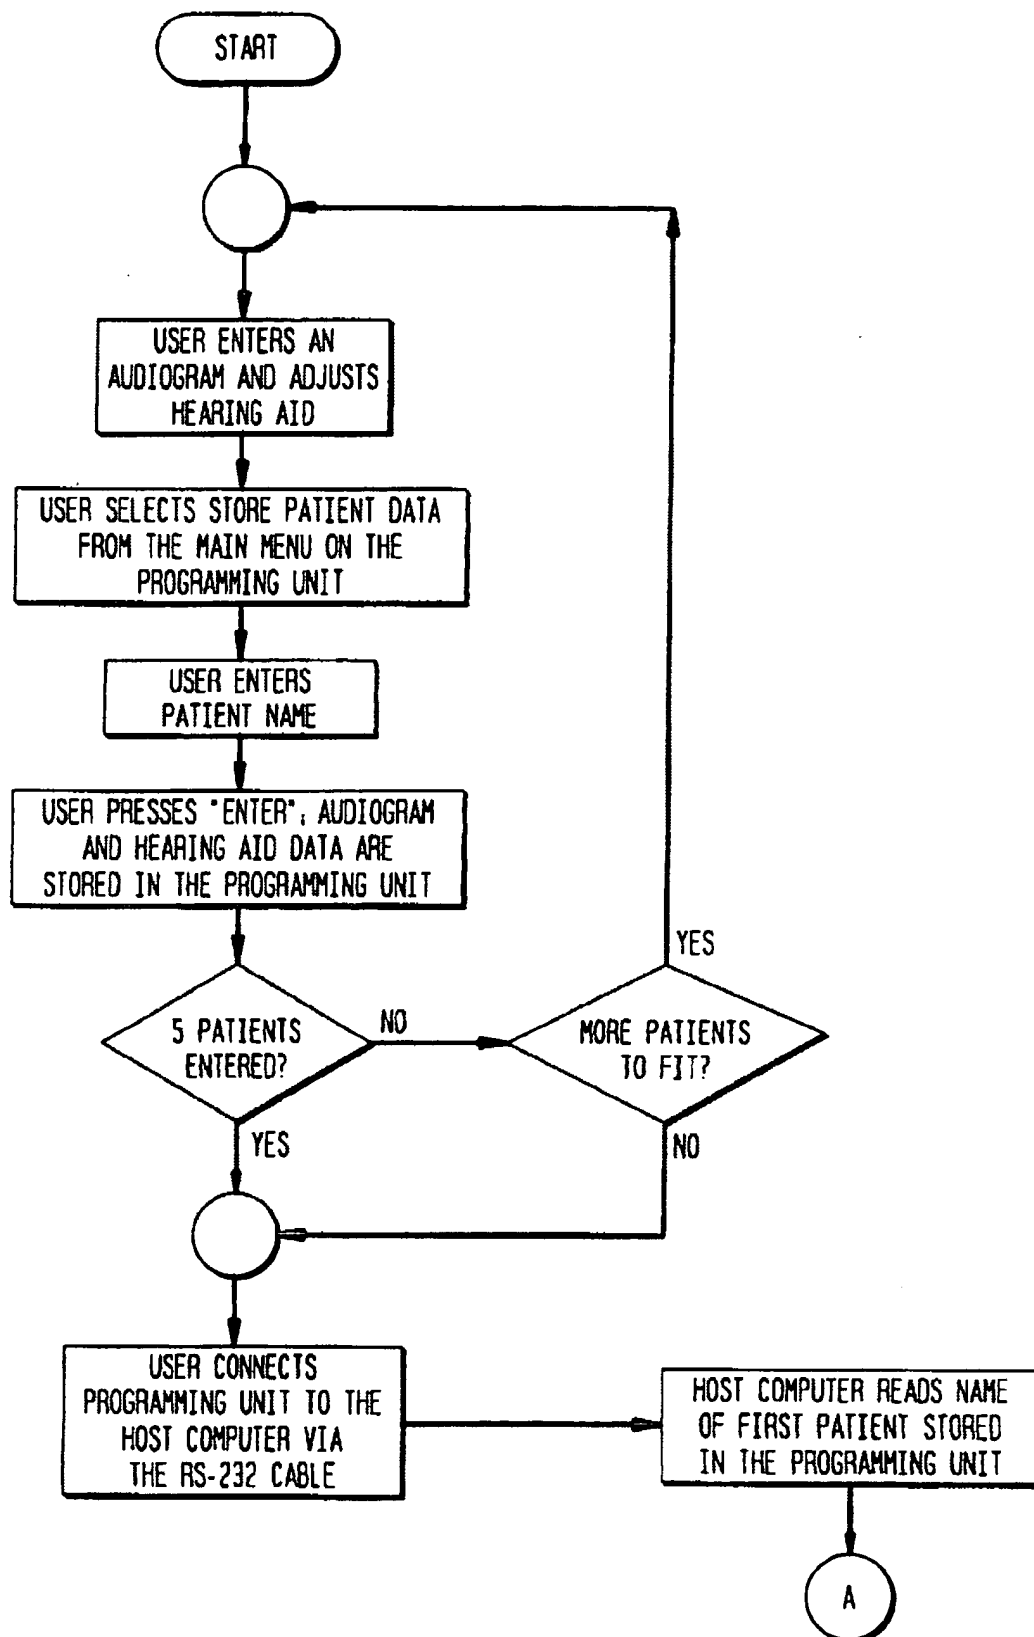 START
USER ENTERS AN
AUDIOGRAM AND ADJUSTS
HEARING AID
USER SELECTS STORE PATIENT DATA
FROM THE MAIN MENU ON THE
PROGRAMMING UNIT
USER ENTERS
PATIENT NAME
USER PRESSES "ENTER"; AUDIOGRAM
AND HEARING AID DATA ARE
STORED IN THE PROGRAMMING UNIT
5 PATIENTS
ENTERED?
NO
YES
MORE PATIENTS
TO FIT?
YES
NO
USER CONNECTS
PROGRAMMING UNIT TO THE
HOST COMPUTER VIA
THE RS-232 CABLE
HOST COMPUTER READS NAME
OF FIRST PATIENT STORED
IN THE PROGRAMMING UNIT
A